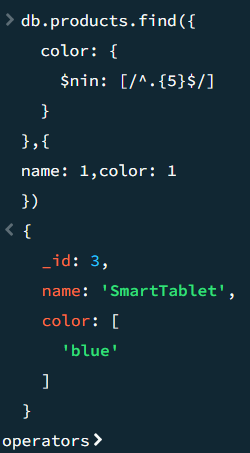 > db.products.find({
color: {
$nin: [/^.{5}$/]
}
},{
name: 1,color: 1
})
< {
_id: 3,
name: 'SmartTablet',
color: [
'blue'
]
}
operators>